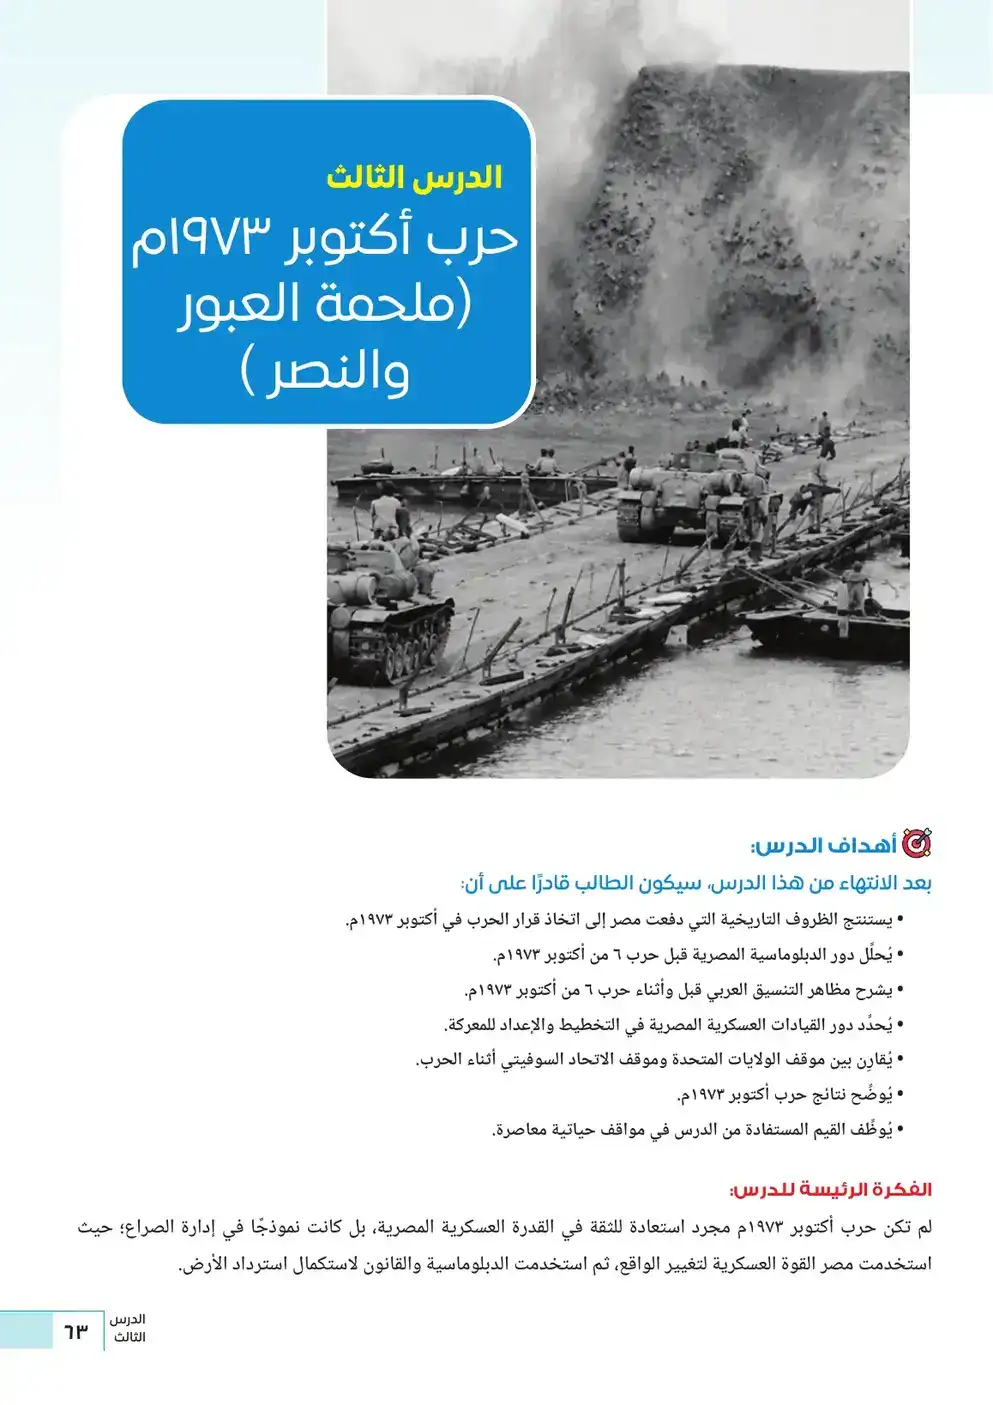 الدرس الثالث
حرب أكتوبر ١٩٧٣م
(ملحمة العبور
والنصر )
أهداف الدرس:
بعد الانتهاء من هذا الدرس، سيكون الطالب قادرًا على أن:
• يستنتج الظروف التاريخية التي دفعت مصر إلى اتخاذ قرار الحرب في أكتوبر ١٩٧٣م.
• يُحلِّل دور الدبلوماسية المصرية قبل حرب ٦ من أكتوبر ١٩٧٣م.
• يشرح مظاهر التنسيق العربي قبل وأثناء حرب ٦ من أكتوبر ١٩٧٣م.
• يُحدِّد دور القيادات العسكرية المصرية في التخطيط والإعداد للمعركة.
• يُقارِن بين موقف الولايات المتحدة وموقف الاتحاد السوفيتي أثناء الحرب.
• يُوضِّح نتائج حرب أكتوبر ١٩٧٣م.
• يُوظِّف القيم المستفادة من الدرس في مواقف حياتية معاصرة.
الفكرة الرئيسة للدرس:
لم تكن حرب أكتوبر ١٩٧٣م مجرد استعادة للثقة في القدرة العسكرية المصرية، بل كانت نموذجًا في إدارة الصراع؛ حيث
استخدمت مصر القوة العسكرية لتغيير الواقع، ثم استخدمت الدبلوماسية والقانون لاستكمال استرداد الأرض.
الدرس
الثالث
٦٣